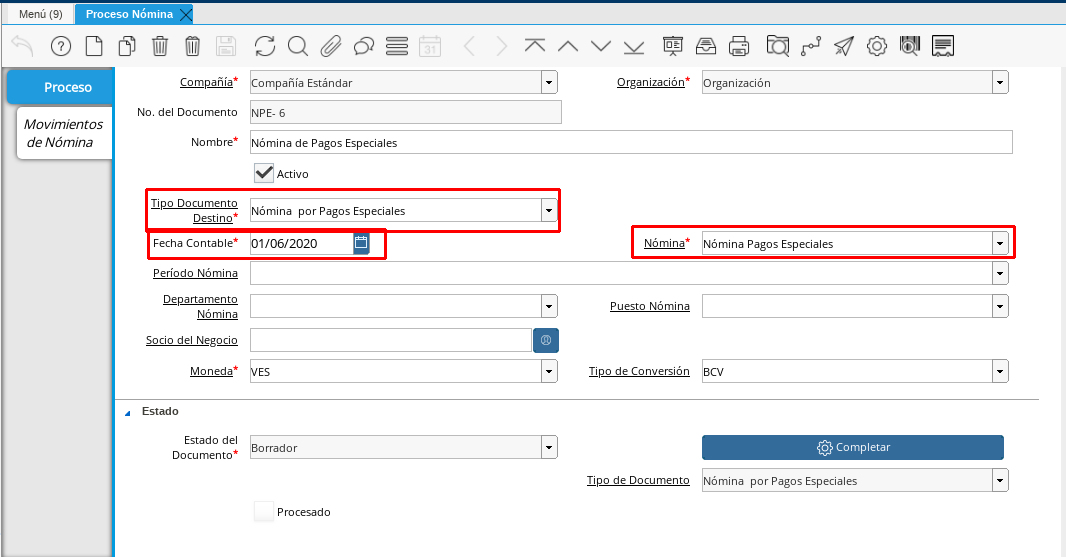 Menú (9)
Proceso Nómina
31
Proceso
Movimientos
de Nómina
Compañía*
Compañía Estándar
Organización*
Organización
No. del Documento
NPE- 6
Nombre*
Nómina de Pagos Especiales
Activo
Tipo Documento
Destino*
Nómina  por Pagos Especiales
Fecha Contable*
01/06/2020
Nómina*
Nómina Pagos Especiales
Período Nómina
Departamento
Nómina
Puesto Nómina
Socio del Negocio
Moneda*
VES
Tipo de Conversión
BCV
Estado
Estado del
Documento*
Borrador
Completar
Tipo de Documento
Nómina  por Pagos Especiales
Procesado